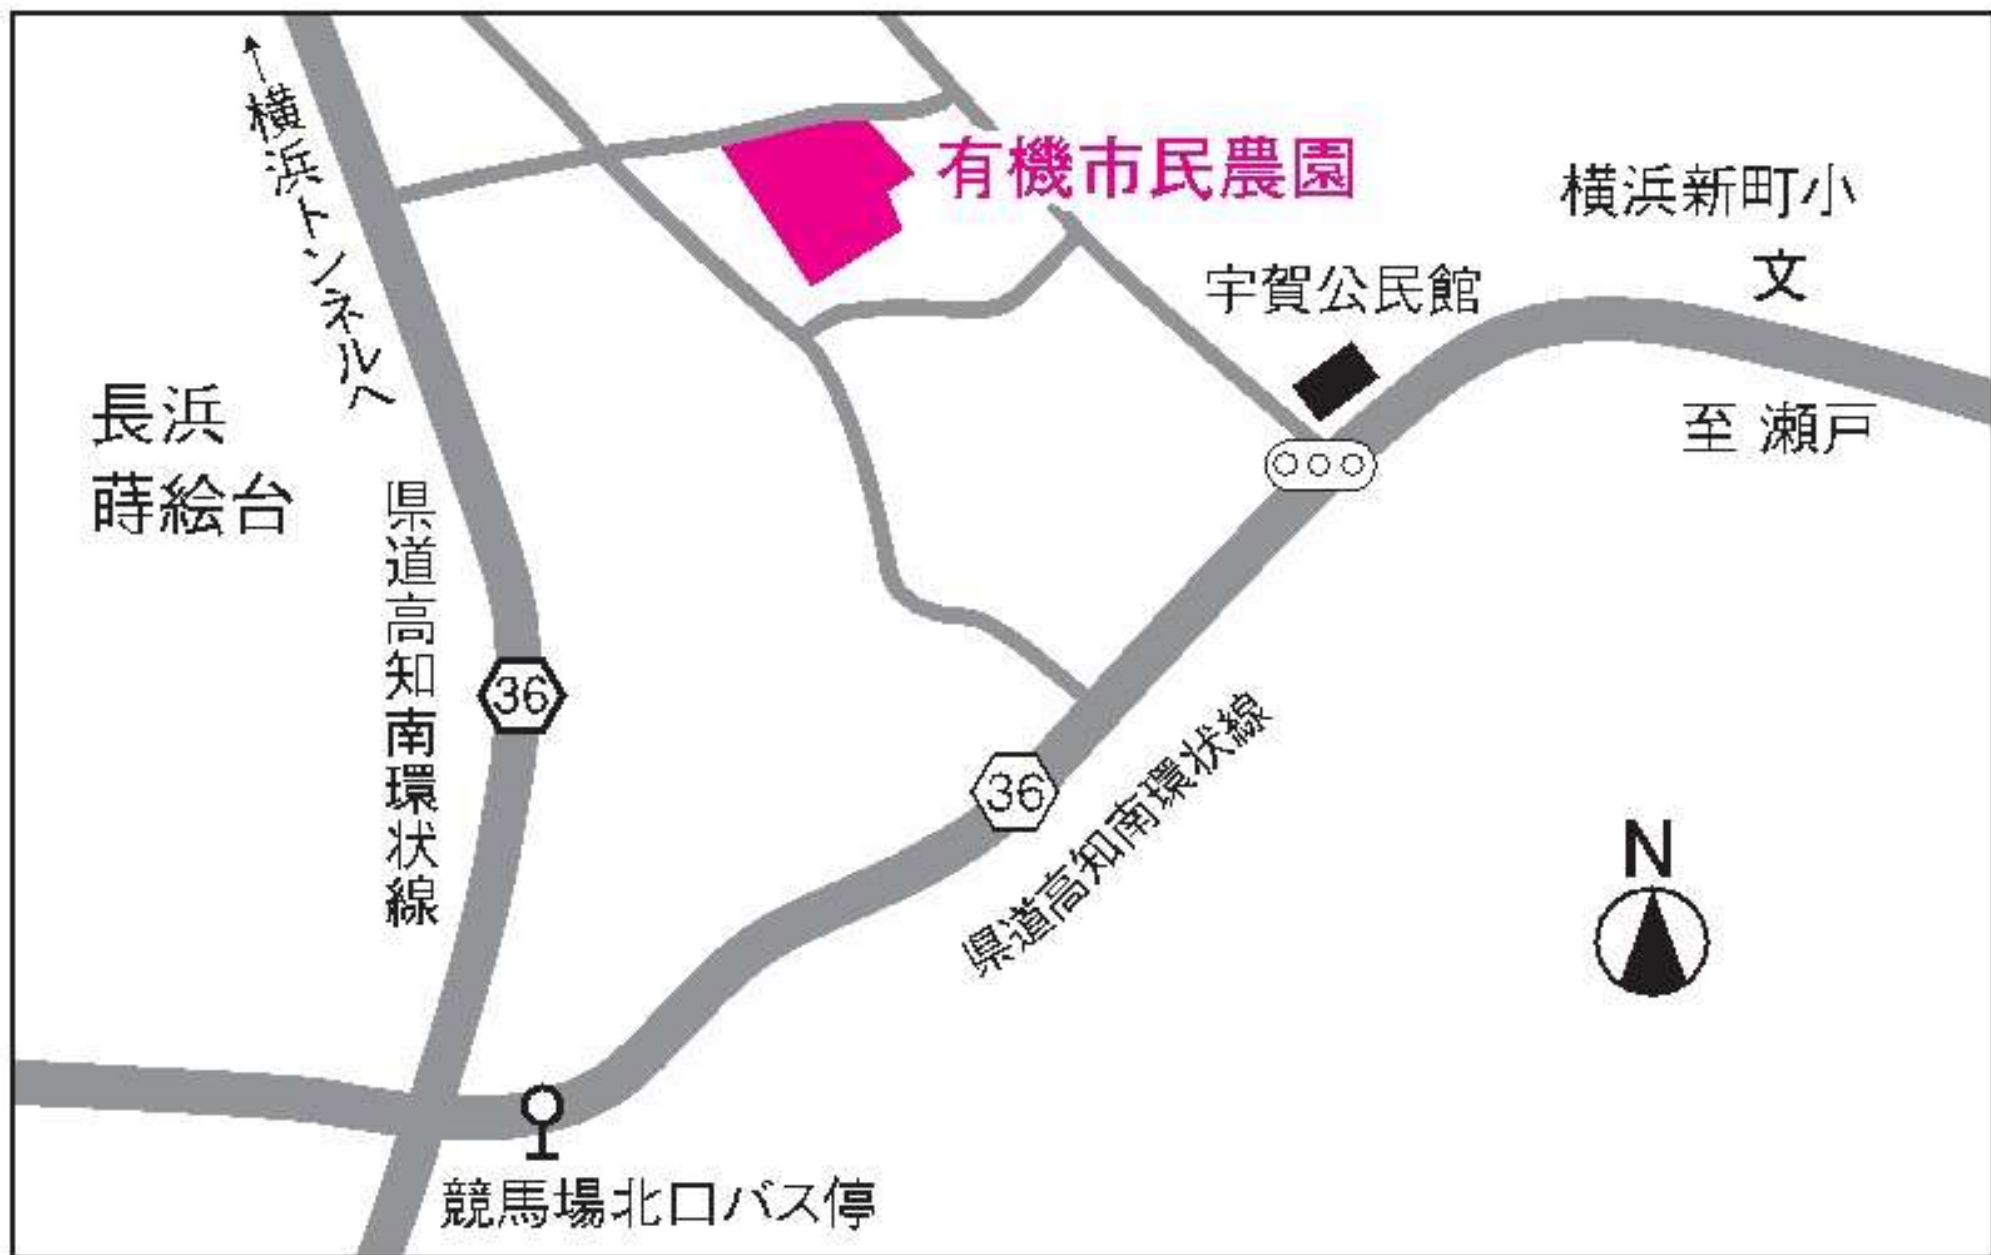 ↑横浜トンネルへ
有機市民農園
横浜新町小
文
宇賀公民館
至 瀬戸
長浜
蒔絵台
県道高知南環状線
36
36
県道高知南環状線
N
競馬場北口バス停